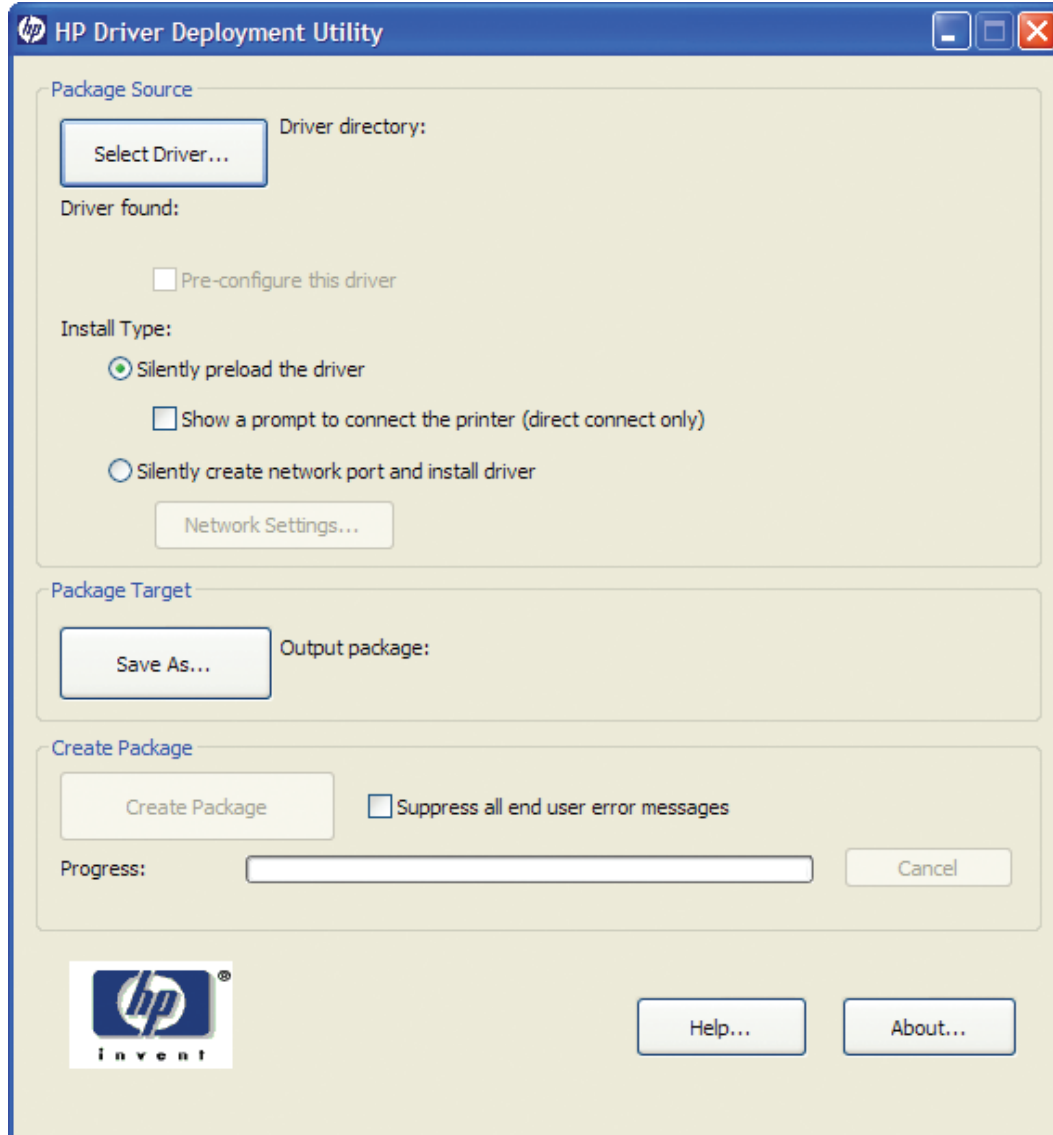 HP Driver Deployment Utility
Package Source
Select Driver...
Driver directory:
Driver found:
Pre-configure this driver
Install Type:
Silently preload the driver
Show a prompt to connect the printer (direct connect only)
Silently create network port and install driver
Network Settings...
Package Target
Save As...
Output package:
Create Package
Create Package
Suppress all end user error messages
Progress:
Cancel
hp
®
invent
Help...
About...